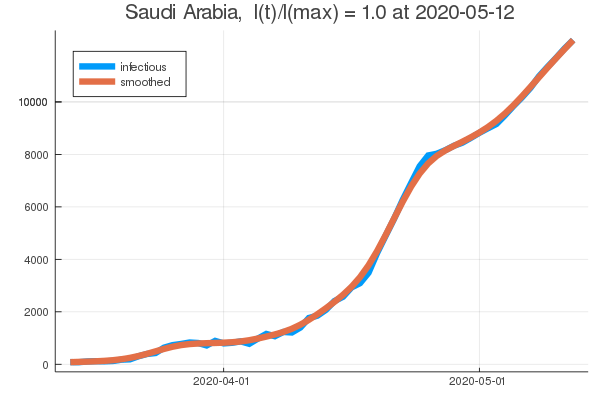 Saudi Arabia, I(t)/I(max) = 1.0 at 2020-05-12
infectious
smoothed
10000
8000
6000
4000
2000
0
2020-04-01 2020-05-01